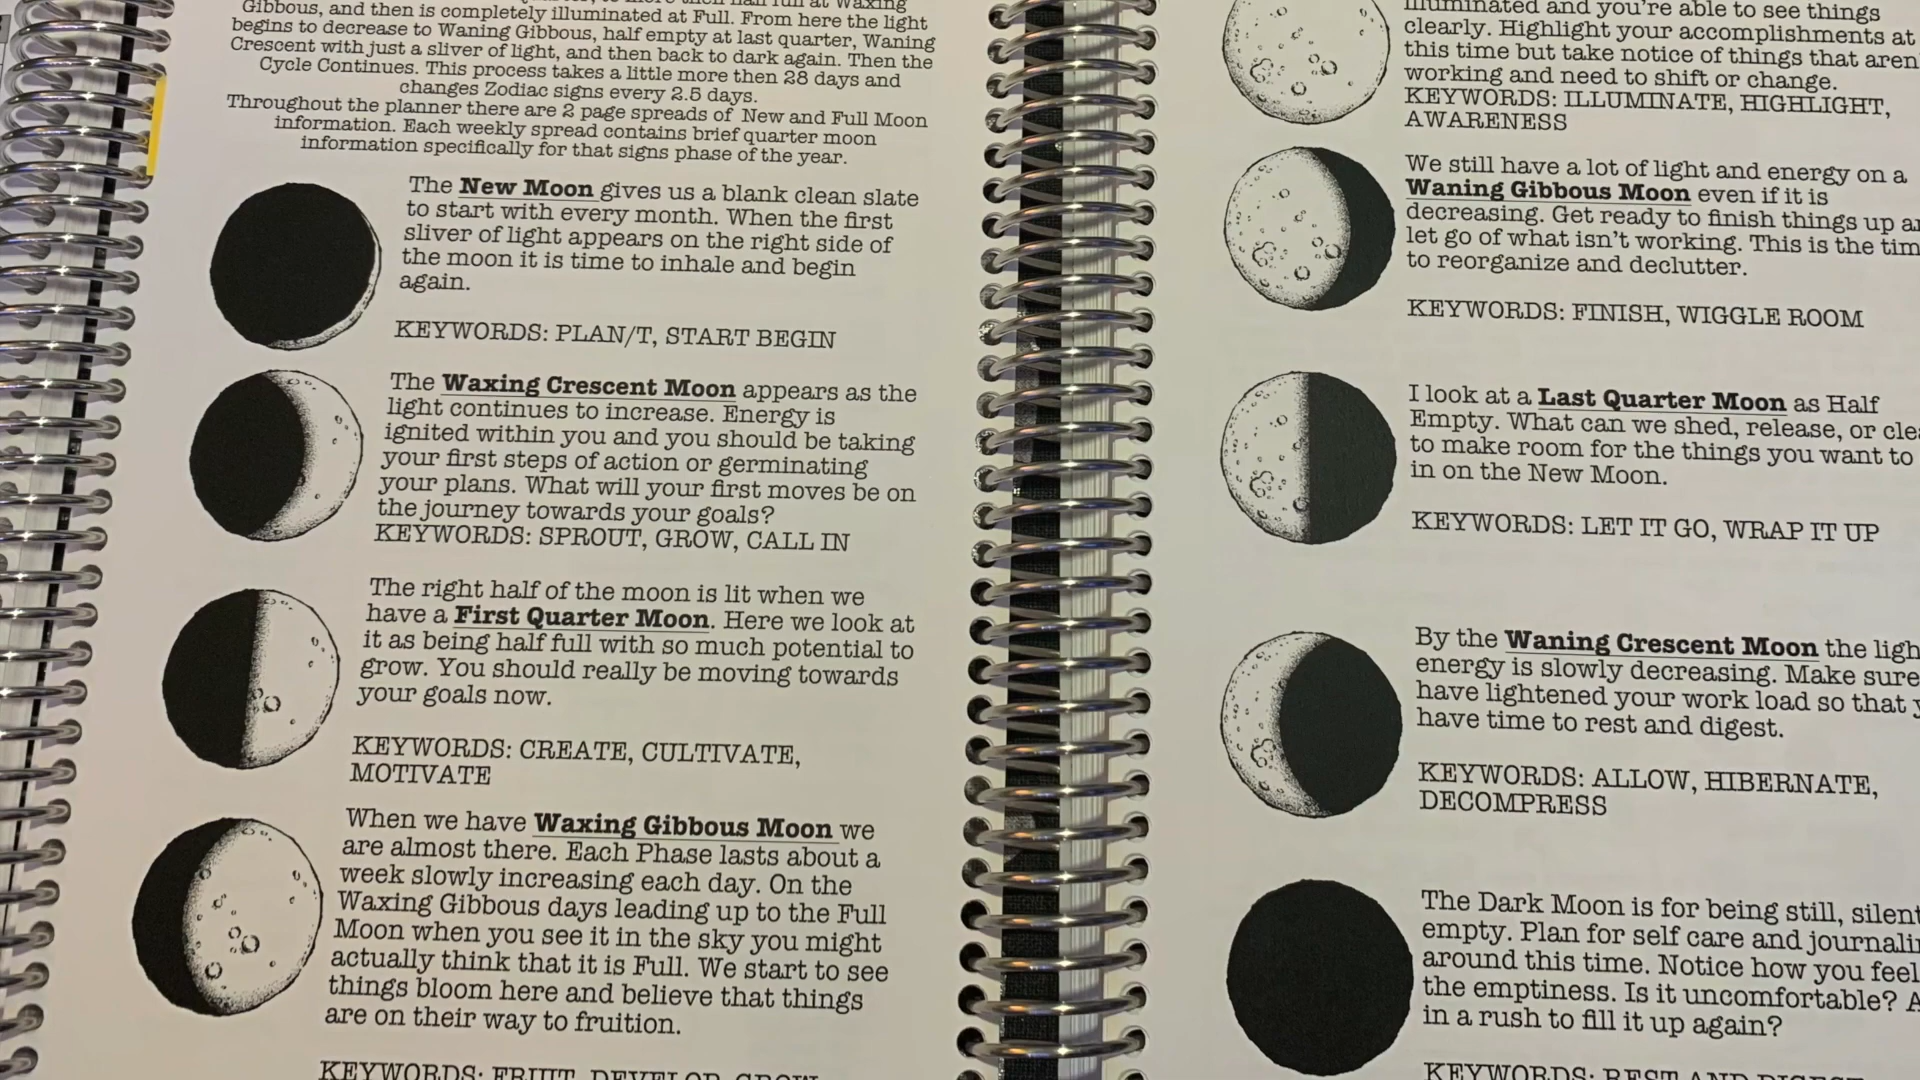 Gibbous, and then is completely illuminated at Full. From here the light
begins to decrease to Waning Gibbous, half empty at last quarter, Waning
Crescent with just a sliver of light, and then back to dark again. Then the
Cycle Continues. This process takes a little more then 28 days and
changes Zodiac signs every 2.5 days.
Throughout the planner there are 2 page spreads of New and Full Moon
information. Each weekly spread contains brief quarter moon
information specifically for that signs phase of the year.
The New Moon gives us a blank clean slate
to start with every month. When the first
sliver of light appears on the right side of
the moon it is time to inhale and begin
again.
KEYWORDS: PLAN/T, START BEGIN
The Waxing Crescent Moon appears as the
light continues to increase. Energy is
ignited within you and you should be taking
your first steps of action or germinating
your plans. What will your first moves be on
the journey towards your goals?
KEYWORDS: SPROUT, GROW, CALL IN
The right half of the moon is lit when we
have a First Quarter Moon. Here we look at
it as being half full with so much potential to
grow. You should really be moving towards
your goals now.
KEYWORDS: CREATE, CULTIVATE,
MOTIVATE
When we have Waxing Gibbous Moon we
are almost there. Each Phase lasts about a
week slowly increasing each day. On the
Waxing Gibbous days leading up to the Full
Moon when you see it in the sky you might
actually think that it is Full. We start to see
things bloom here and believe that things
are on their way to fruition.
KEYWORDS: FRUIT, DEVELOP, GROW
illuminated and you're able to see things
clearly. Highlight your accomplishments at
this time but take notice of things that aren
working and need to shift or change.
KEYWORDS: ILLUMINATE, HIGHLIGHT,
AWARENESS
We still have a lot of light and energy on a
Waning Gibbous Moon even if it is
decreasing. Get ready to finish things up
let go of what isn't working. This is the tim
to reorganize and declutter.
KEYWORDS: FINISH, WIGGLE ROOM
I look at a Last Quarter Moon as Half
Empty. What can we shed, release, or cle
to make room for the things you want to
in on the New Moon.
KEYWORDS: LET IT GO, WRAP IT UP
By the Waning Crescent Moon the ligh
energy is slowly decreasing. Make sure
have lightened your work load so that
have time to rest and digest.
KEYWORDS: ALLOW, HIBERNATE,
DECOMPRESS
The Dark Moon is for being still, silent
empty. Plan for self care and journali
around this time. Notice how you feel
the emptiness. Is it uncomfortable? A
in a rush to fill it up again?
KEYWORDS: REST AND DIGEST